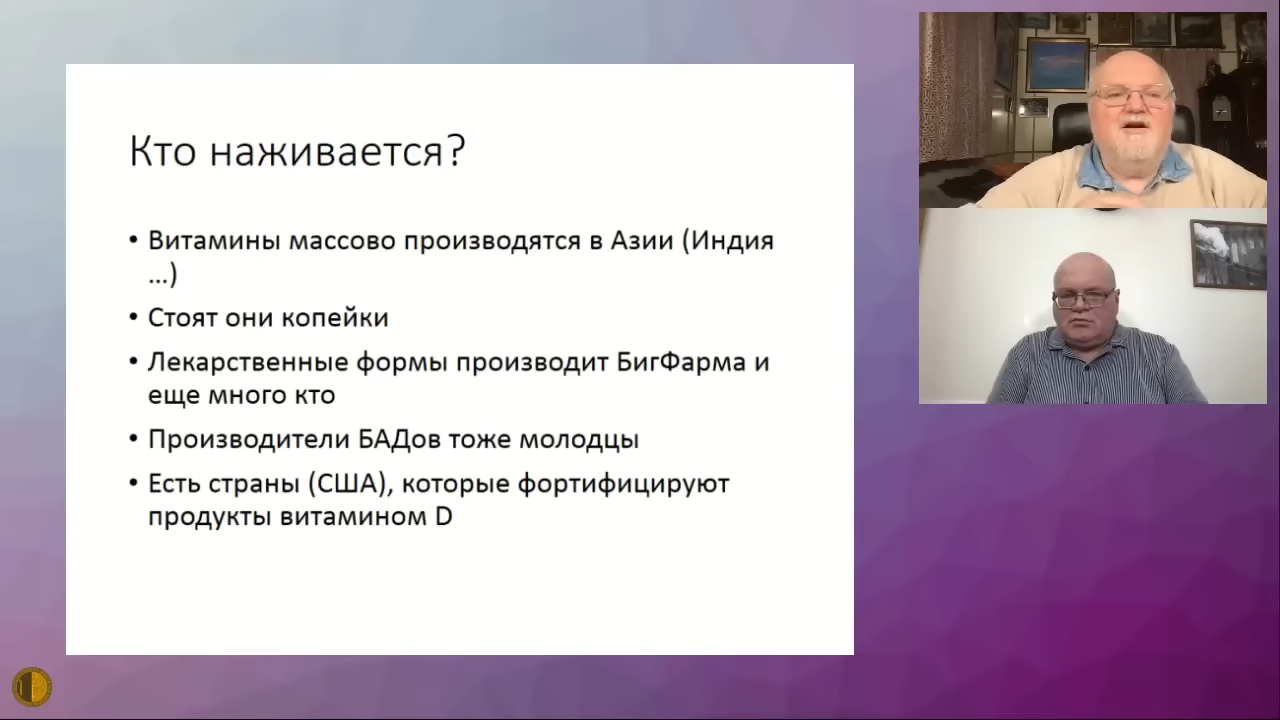 Кто наживается?
• Витамины массово производятся в Азии (Индия
...)
• Стоят они копейки
• Лекарственные формы производит БигФарма и
еще много кто
• Производители БАДов тоже молодцы
• Есть страны (США), которые фортифицируют
продукты витамином D